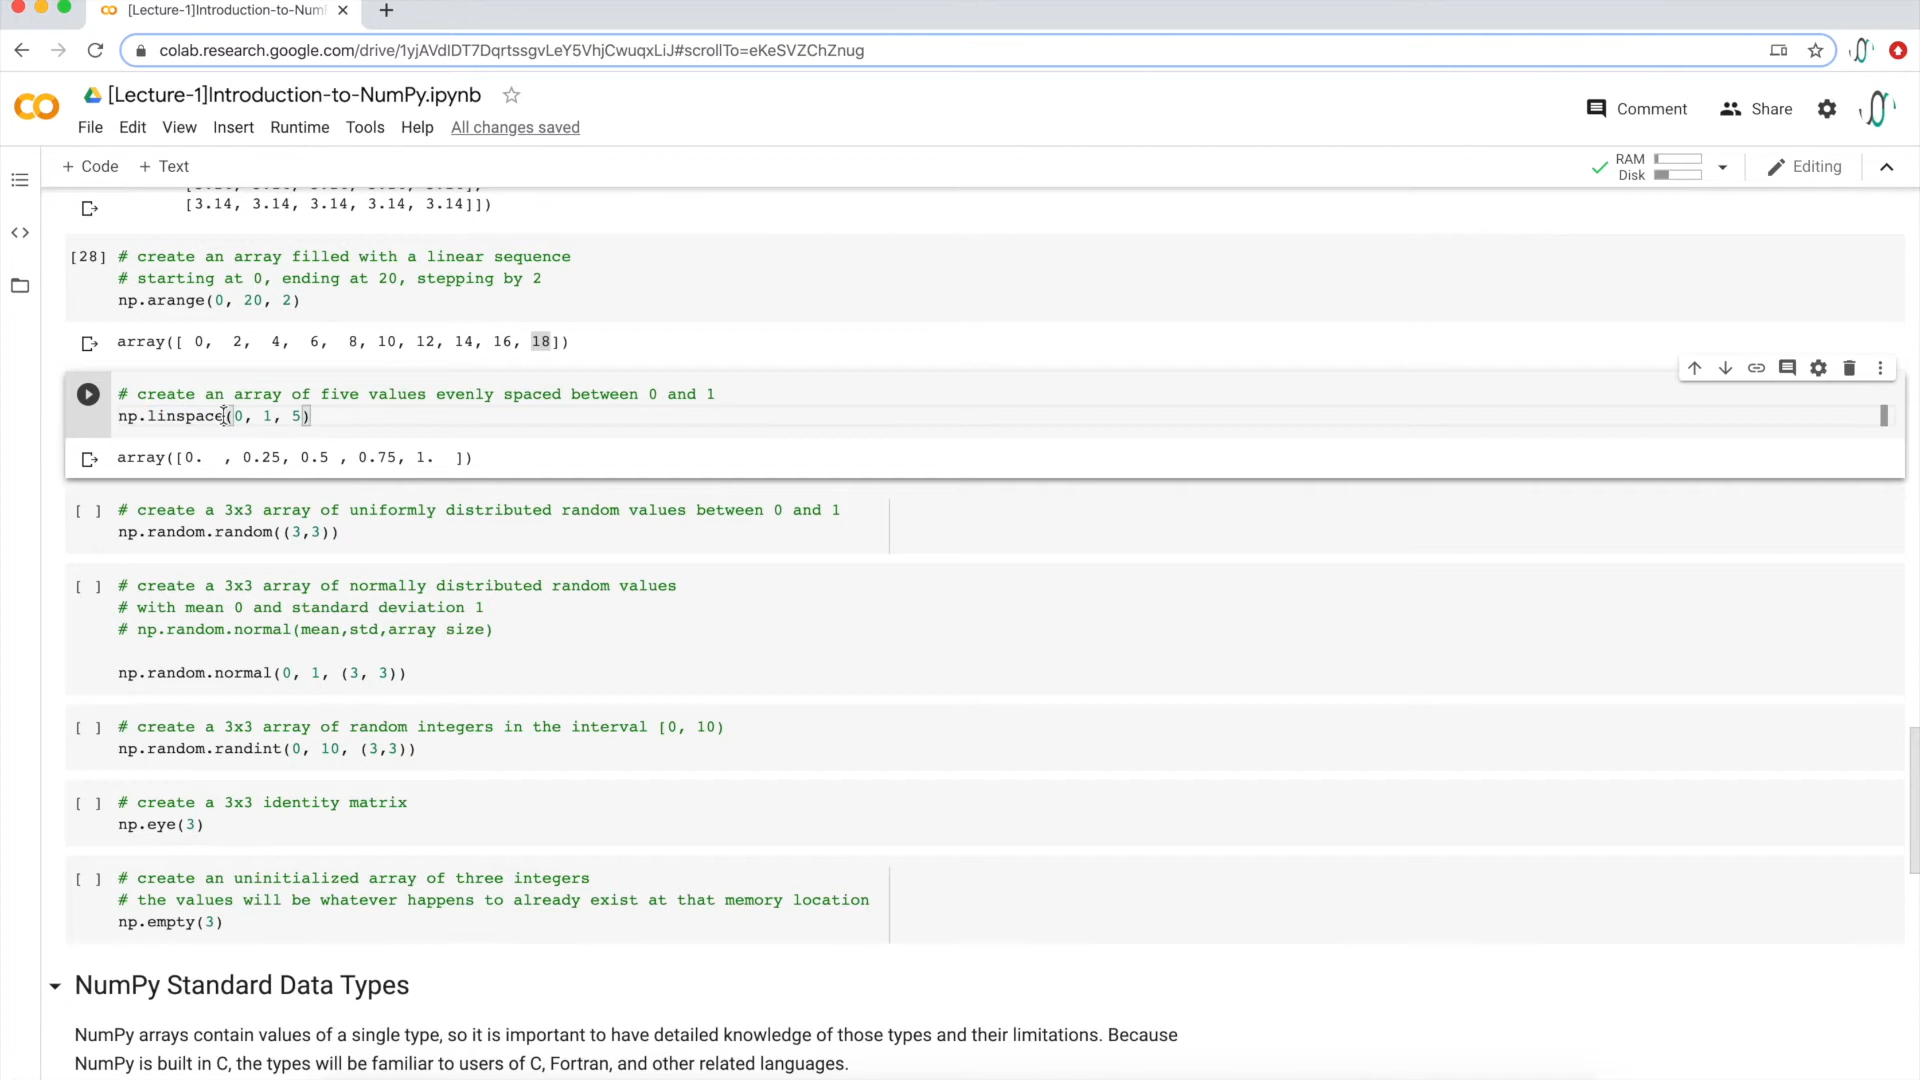 [Lecture-1]Introduction-to-Num
colab.research.google.com/drive/1yjAVdlDT7DqrtssgvLeY5VhjCwuqxLiJ#scrollTo=eKeSVZChZnug
[Lecture-1]Introduction-to-NumPy.ipynb
Comment Share
File Edit View Insert Runtime Tools Help All changes saved
+ Code + Text
RAM
Disk
Editing
[3.14, 3.14, 3.14, 3.14, 3.14]])
[28] # create an array filled with a linear sequence
# starting at 0, ending at 20, stepping by 2
np.arange(0, 20, 2)
array([ 0, 2, 4, 6, 8, 10, 12, 14, 16, 18])
# create an array of five values evenly spaced between 0 and 1
np.linspace(0, 1, 5)
array([0. , 0.25, 0.5 , 0.75, 1. ])
[ ] # create a 3x3 array of uniformly distributed random values between 0 and 1
np.random.random((3,3))
[ ] # create a 3x3 array of normally distributed random values
# with mean 0 and standard deviation 1
# np.random.normal(mean,std,array size)
np.random.normal(0, 1, (3, 3))
[ ] # create a 3x3 array of random integers in the interval [0, 10)
np.random.randint(0, 10, (3,3))
[ ] # create a 3x3 identity matrix
np.eye(3)
[ ] # create an uninitialized array of three integers
# the values will be whatever happens to already exist at that memory location
np.empty(3)
NumPy Standard Data Types
NumPy arrays contain values of a single type, so it is important to have detailed knowledge of those types and their limitations. Because
NumPy is built in C, the types will be familiar to users of C, Fortran, and other related languages.